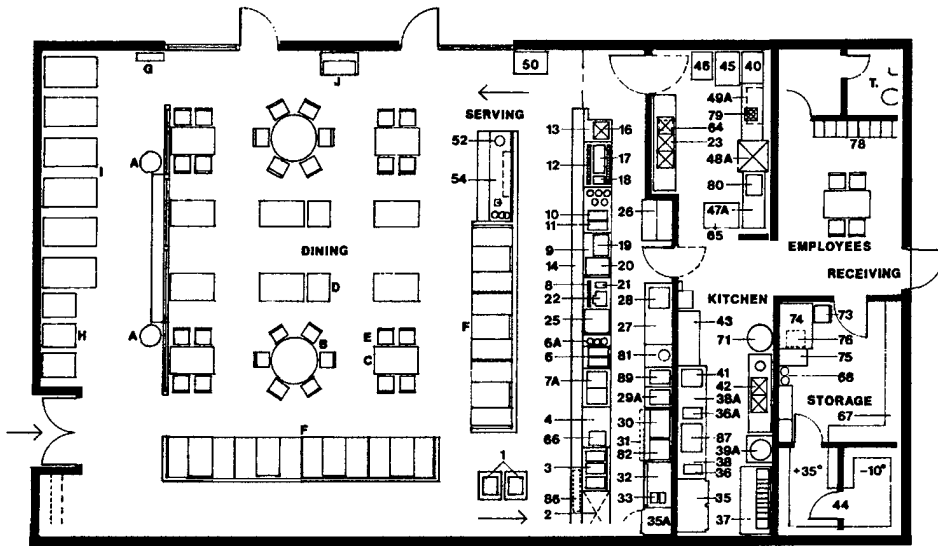 46 45 40
50
G
J
T.
49A
SERVING
79
13 16
64
52
23
78
12 17
A
48A
54
18
80
I
10
26
47A
11
65
9 19
EMPLOYEES
DINING
14 20
RECEIVING
8 21
D
22
28
KITCHEN
73
25
43
74
H
F
27
71
76
A
E
B
6A
75
C
6
81
41
68
7A
89
42
38A
29A
36A
STORAGE
4
30
67
66
31
87
F
82
39A
3
38
1
32
36
+35° -10°
86
33
35
44
2
35A
37